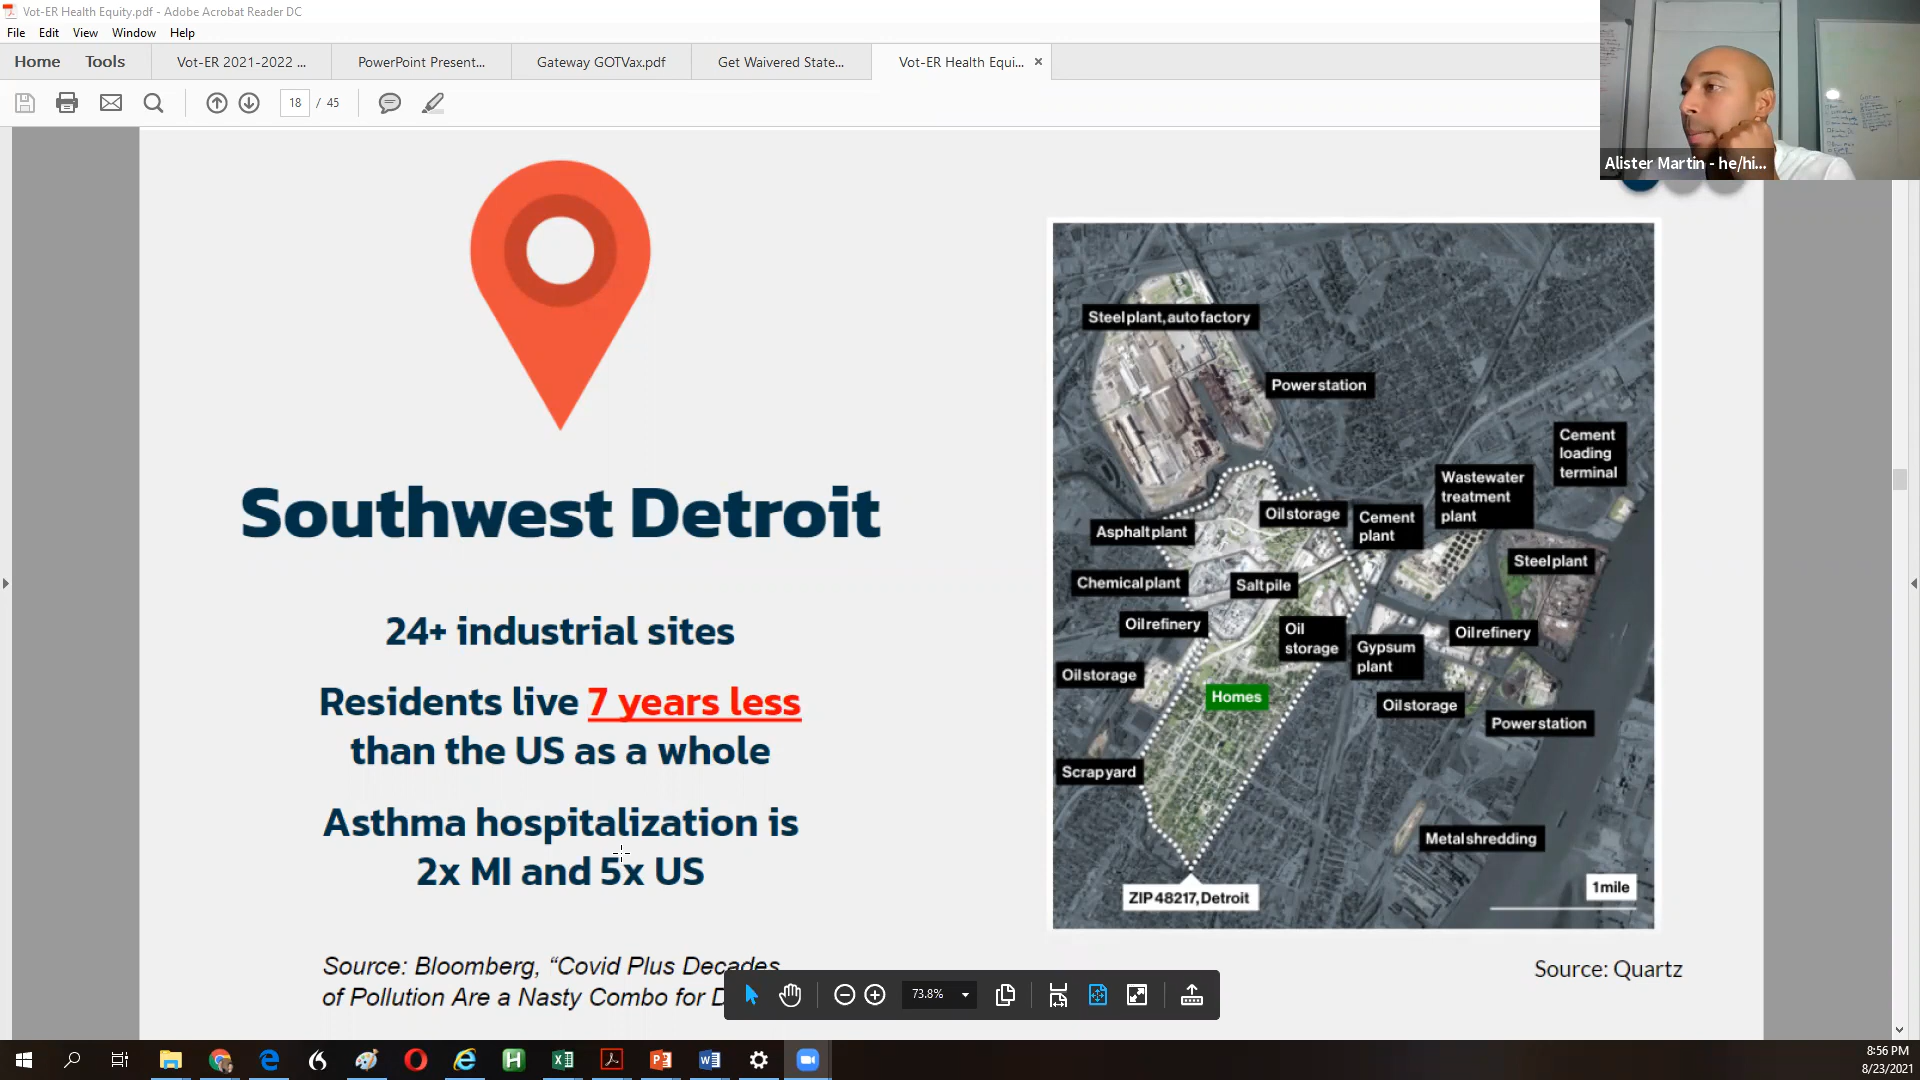 Vot-ER Health Equity.pdf - Adobe Acrobat Reader DC
File Edit View Window Help
Home Tools Vot-ER 2021-2022 ... PowerPoint Present... Gateway GOTVax.pdf Get Waivered State... Vot-ER Health Equi... ×
18 / 45
Alister Martin - he/hi...
Southwest Detroit
24+ industrial sites
Residents live 7 years less
than the US as a whole
Asthma hospitalization is
2x MI and 5x US
Source: Bloomberg, “Covid Plus Decades
of Pollution Are a Nasty Combo for D
Steel plant, auto factory
Power station
Cement
loading
terminal
Wastewater
treatment
plant
Oil storage
Cement
plant
Asphalt plant
Steel plant
Chemical plant
Salt pile
Oil refinery
Oil
storage
Oil refinery
Gypsum
plant
Oil storage
Homes
Oil storage
Power station
Scrap yard
Metal shredding
1 mile
ZIP 48217, Detroit
Source: Quartz
73.8%
8:56 PM
8/23/2021